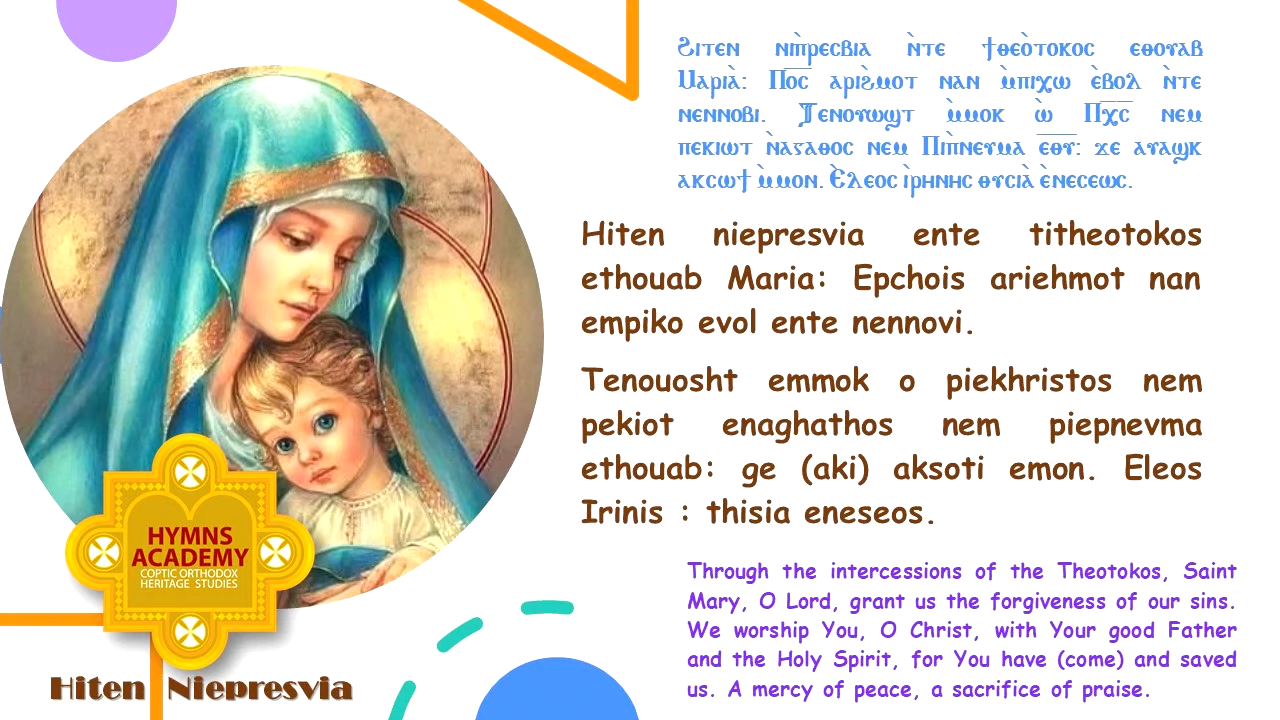 Ϩιτεν νιⲡ̀ρεⲥβια ⲛ̀ⲧⲉ ϯⲑⲉⲟ̀ⲧⲟⲕⲟⲥ ⲉⲑⲟⲩⲁⲃ
Ⲙⲁⲣⲓⲁ̀: Ⲡ̅ⲟ̅ⲥ̅ ⲁⲣⲓϩ̀ⲙⲟⲧ ⲛⲁⲛ ⲙ̀ⲡⲓⲭⲱ ⲉ̀ⲃⲟⲗ ⲛ̀ⲧⲉ
ⲛⲉⲛⲛⲟⲃⲓ. Ⲧⲉⲛⲟⲩⲱϣⲧ ⲙ̀ⲙⲟⲕ ⲱ̀ Ⲡⲭ̅ⲥ̅ ⲛⲉⲙ
ⲡⲉⲕⲓⲱⲧ ⲛ̀ⲁⲅⲁⲑⲟⲥ ⲛⲉⲙ Ⲡⲓⲡ̀ⲛⲉⲩⲙⲁ ⲉ̅ⲑ̅ⲩ̅: ϫⲉ ⲁⲩⲁϣⲕ
ⲁⲕⲥⲱϯ ⲙ̀ⲙⲟⲛ. Ⲉ̀ⲗⲉⲟⲥ ⲓ̀ⲣⲏⲛⲏⲥ ⲑⲩⲥⲓⲁ̀ ⲉ̀ⲛⲉⲥⲉⲱⲥ.
Hiten niepresvia ente titheotokos
ethouab Maria: Epchois ariehmot nan
empiko evol ente nennovi.
Tenouosht emmok o piekhristos nem
pekiot enaghathos nem piepnevma
ethouab: ge (aki) aksoti emon. Eleos
Irinis : thisia eneseos.
Through the intercessions of the Theotokos, Saint
Mary, O Lord, grant us the forgiveness of our sins.
We worship You, O Christ, with Your good Father
and the Holy Spirit, for You have (come) and saved
us. A mercy of peace, a sacrifice of praise.
HYMNS
ACADEMY
COPTIC ORTHODOX
HERITAGE STUDIES
Hiten Niepresvia